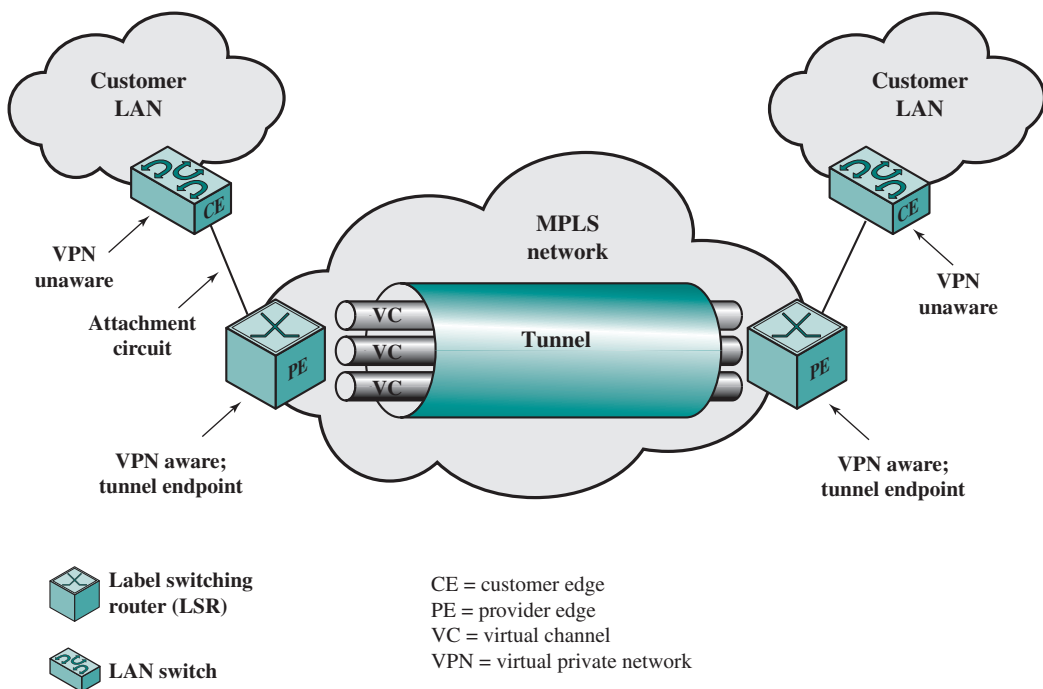 Customer
LAN
Customer
LAN
CE
CE
VPN
unaware
MPLS
network
VPN
unaware
Attachment
circuit
VC
VC
VC
Tunnel
PE
PE
VPN aware;
tunnel endpoint
VPN aware;
tunnel endpoint
Label switching
router (LSR)
LAN switch
CE = customer edge
PE = provider edge
VC = virtual channel
VPN = virtual private network